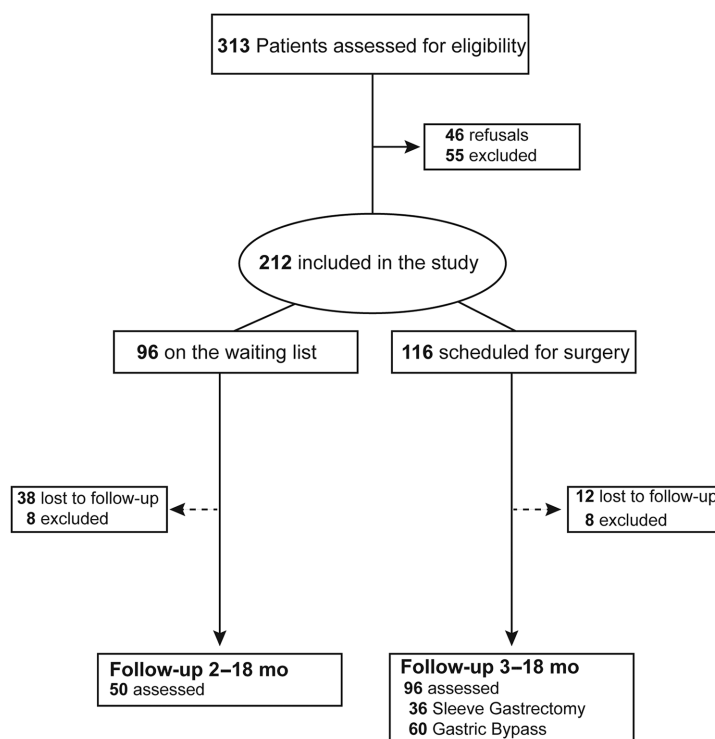 313 Patients assessed for eligibility
46 refusals
55 excluded
212 included in the study
96 on the waiting list
116 scheduled for surgery
38 lost to follow-up
8 excluded
12 lost to follow-up
8 excluded
Follow-up 2–18 mo
50 assessed
Follow-up 3–18 mo
96 assessed
36 Sleeve Gastrectomy
60 Gastric Bypass